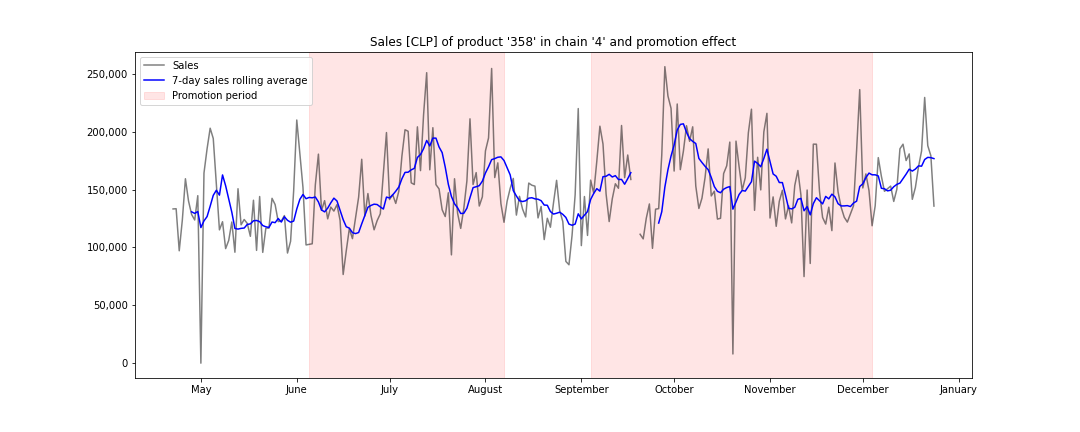 Sales [CLP] of product '358' in chain '4' and promotion effect
Sales
7-day sales rolling average
Promotion period
250,000
200,000
150,000
100,000
50,000
0
May June July August September October November December January